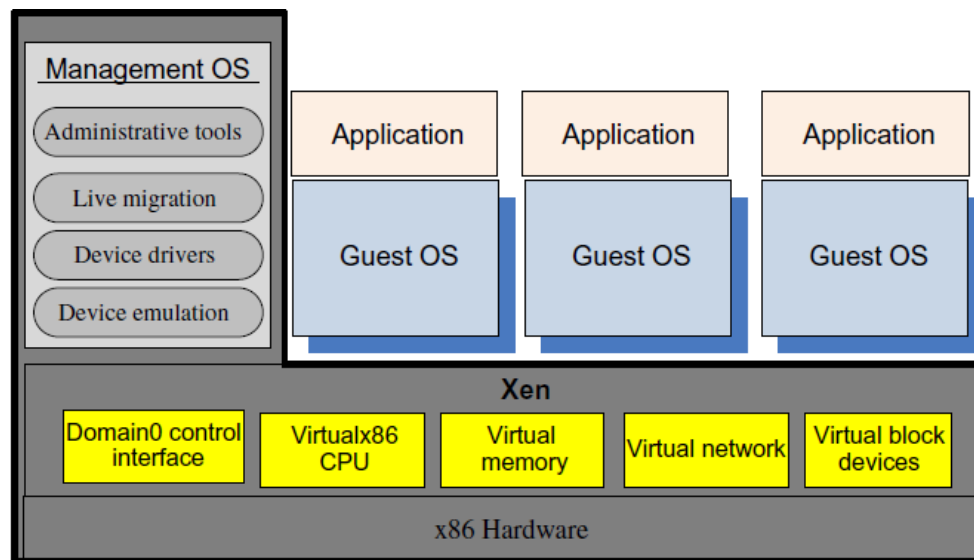 Management OS
Administrative tools
Live migration
Device drivers
Device emulation
Application
Guest OS
Application
Guest OS
Application
Guest OS
Xen
Domain0 control
interface
Virtualx86
CPU
Virtual
memory
Virtual network
Virtual block
devices
x86 Hardware